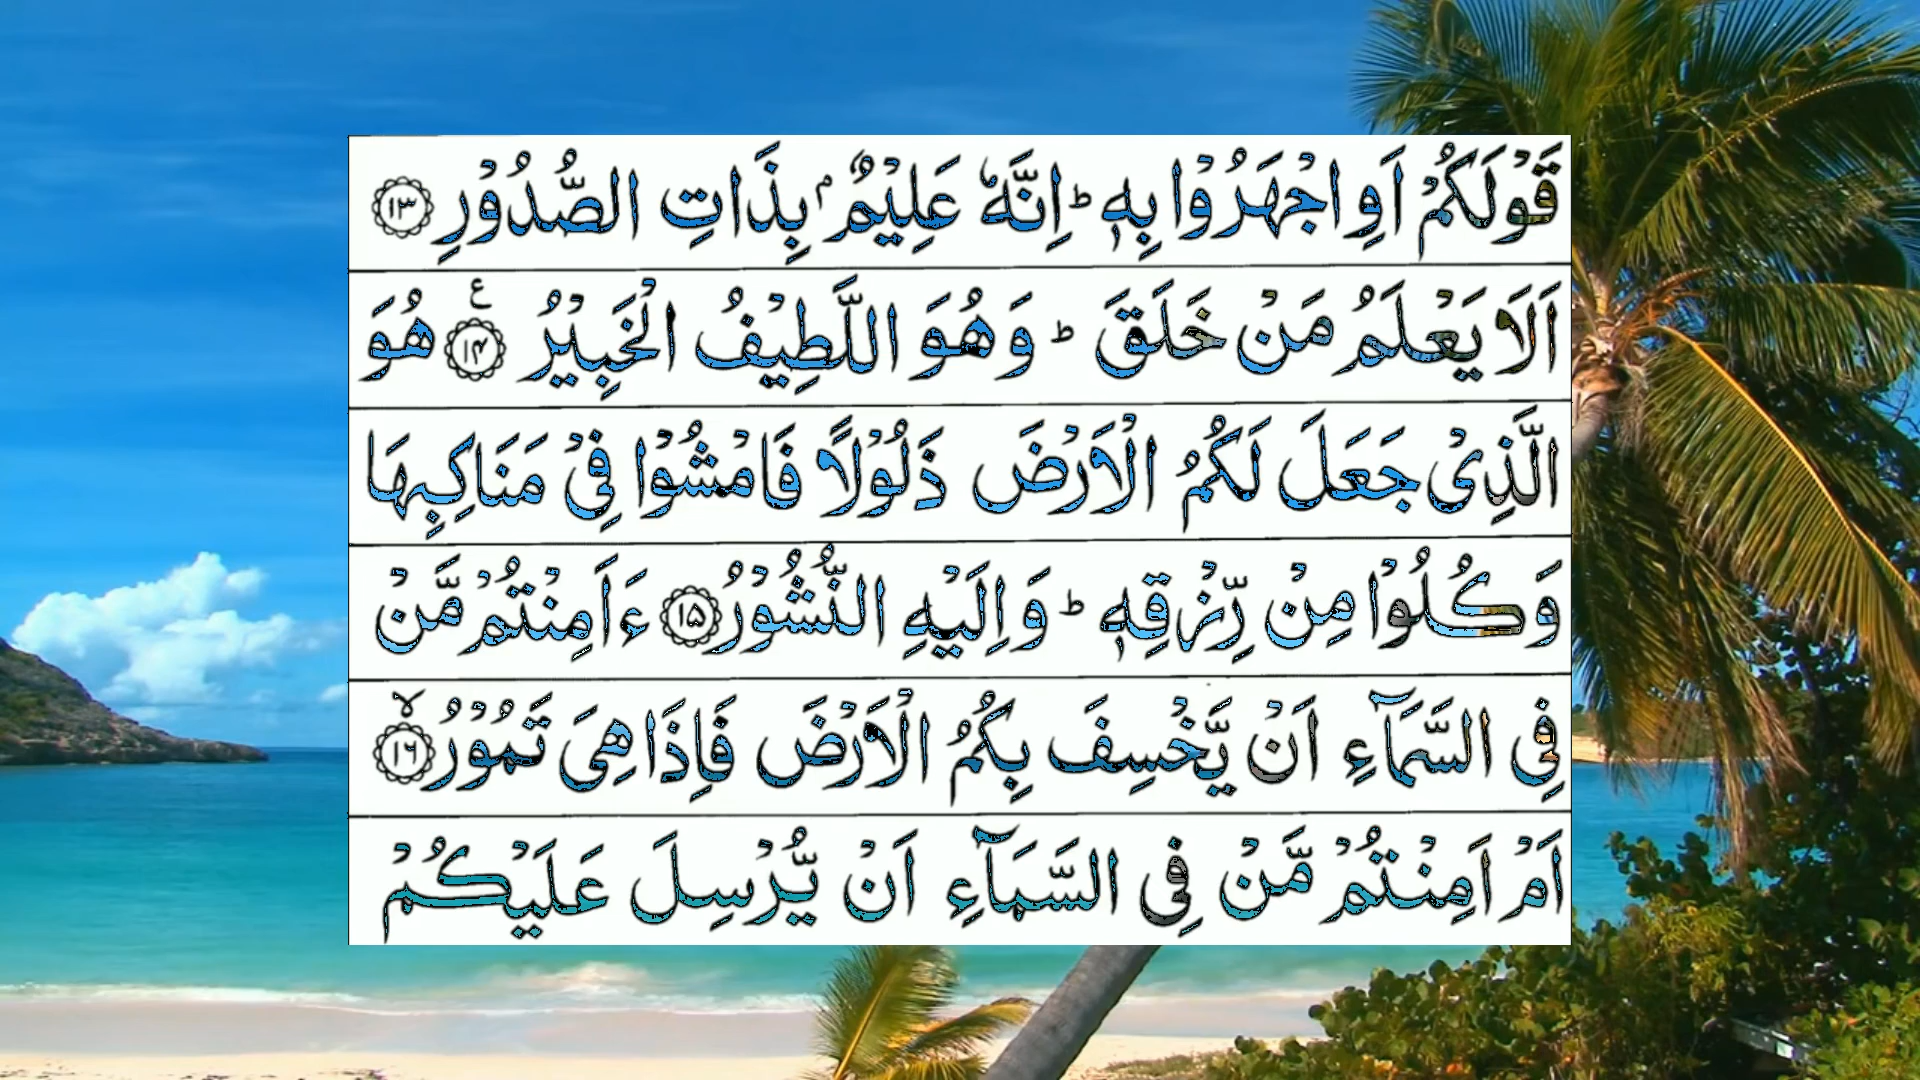 قَوْلَكُمْ اَوِ اجْهَرُوْا بِهٖ ؕ اِنَّهٗ عَلِيْمٌۢ بِذَاتِ الصُّدُوْرِ ﴿۱۳﴾
اَلَا يَعْلَمُ مَنْ خَلَقَ ؕ وَهُوَ اللَّطِيْفُ الْخَبِيْرُ ﴿۱۴﴾ ع هُوَ
الَّذِىْ جَعَلَ لَكُمُ الْاَرْضَ ذَلُوْلًا فَامْشُوْا فِىْ مَنَاكِبِهَا
وَكُلُوْا مِنْ رِّزْقِهٖ ؕ وَاِلَيْهِ النُّشُوْرُ ﴿۱۵﴾ ءَاَمِنْتُمْ مَّنْ
فِى السَّمَآءِ اَنْ يَّخْسِفَ بِكُمُ الْاَرْضَ فَاِذَا هِىَ تَمُوْرُ ۙ﴿۱۶﴾
اَمْ اَمِنْتُمْ مَّنْ فِى السَّمَآءِ اَنْ يُّرْسِلَ عَلَيْكُمْ